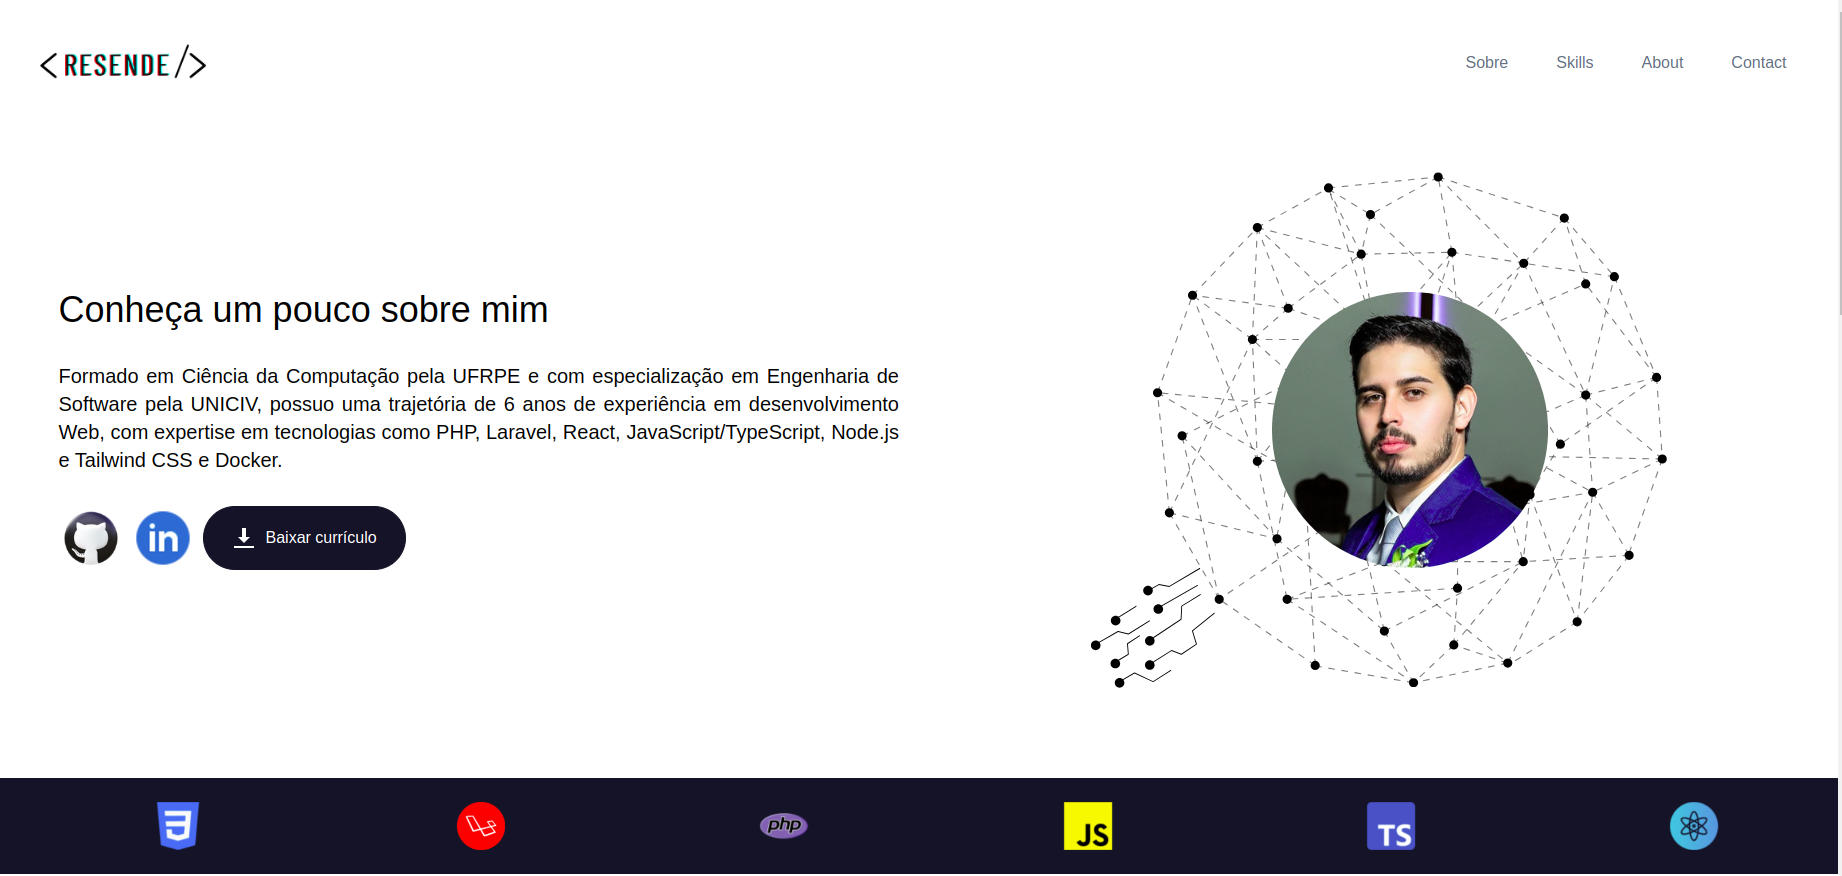 <RESENDE/>
Sobre Skills About Contact
Conheça um pouco sobre mim
Formado em Ciência da Computação pela UFRPE e com especialização em Engenharia de
Software pela UNICIV, possuo uma trajetória de 6 anos de experiência em desenvolvimento
Web, com expertise em tecnologias como PHP, Laravel, React, JavaScript/TypeScript, Node.js
e Tailwind CSS e Docker.
in Baixar currículo
3 php JS TS